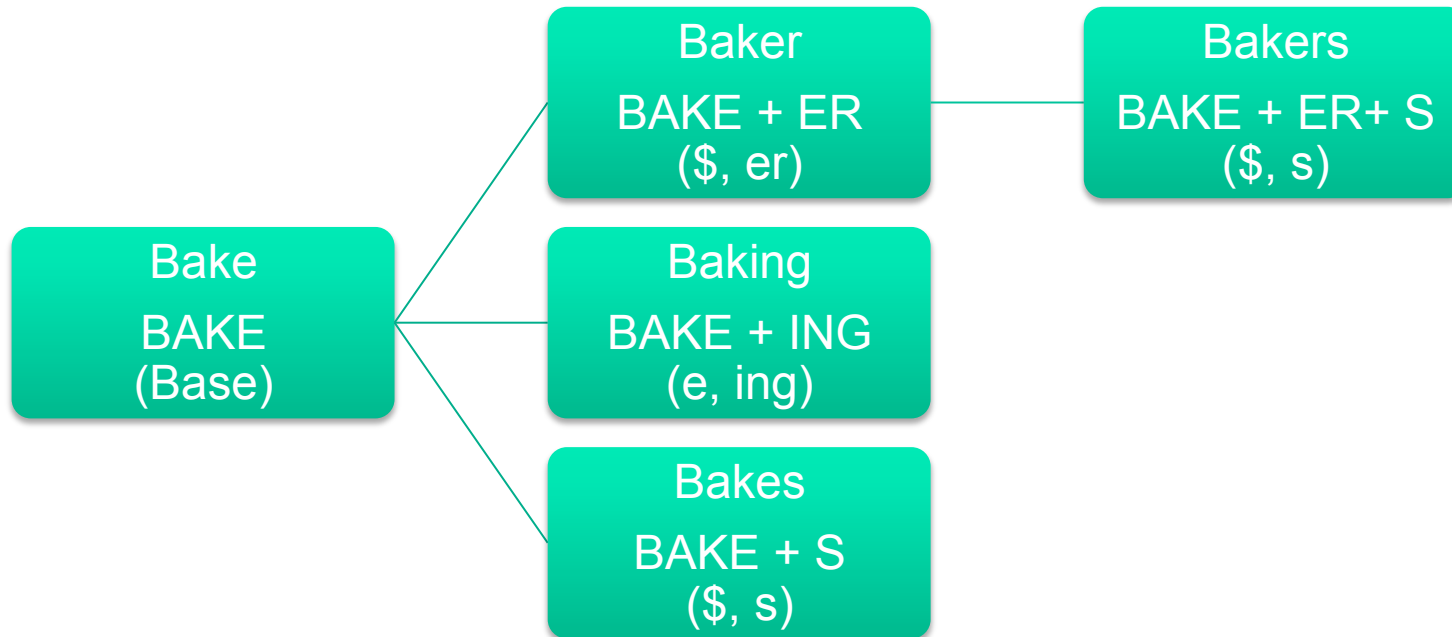 Baker
BAKE + ER
($, er)
Bakers
BAKE + ER+ S
($, s)
Bake
BAKE
(Base)
Baking
BAKE + ING
(e, ing)
Bakes
BAKE + S
($, s)